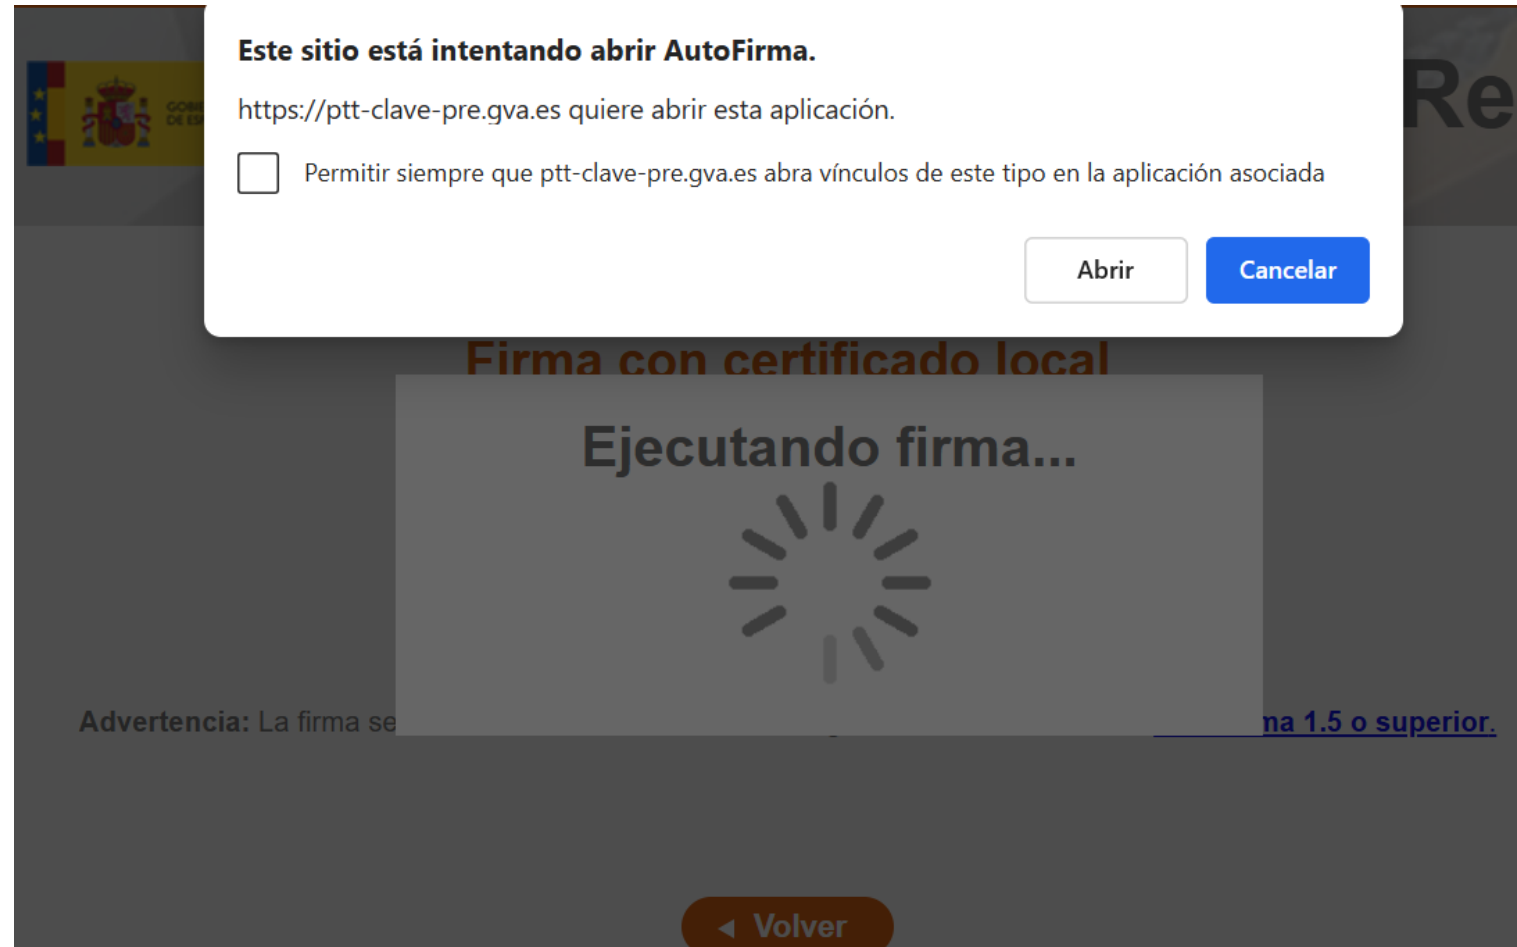 Este sitio está intentando abrir AutoFirma.
https://ptt-clave-pre.gva.es quiere abrir esta aplicación.
Permitir siempre que ptt-clave-pre.gva.es abra vínculos de este tipo en la aplicación asociada
Abrir
Cancelar
Firma con certificado local
Ejecutando firma...
Advertencia: La firma se
1.5 o superior.
Volver